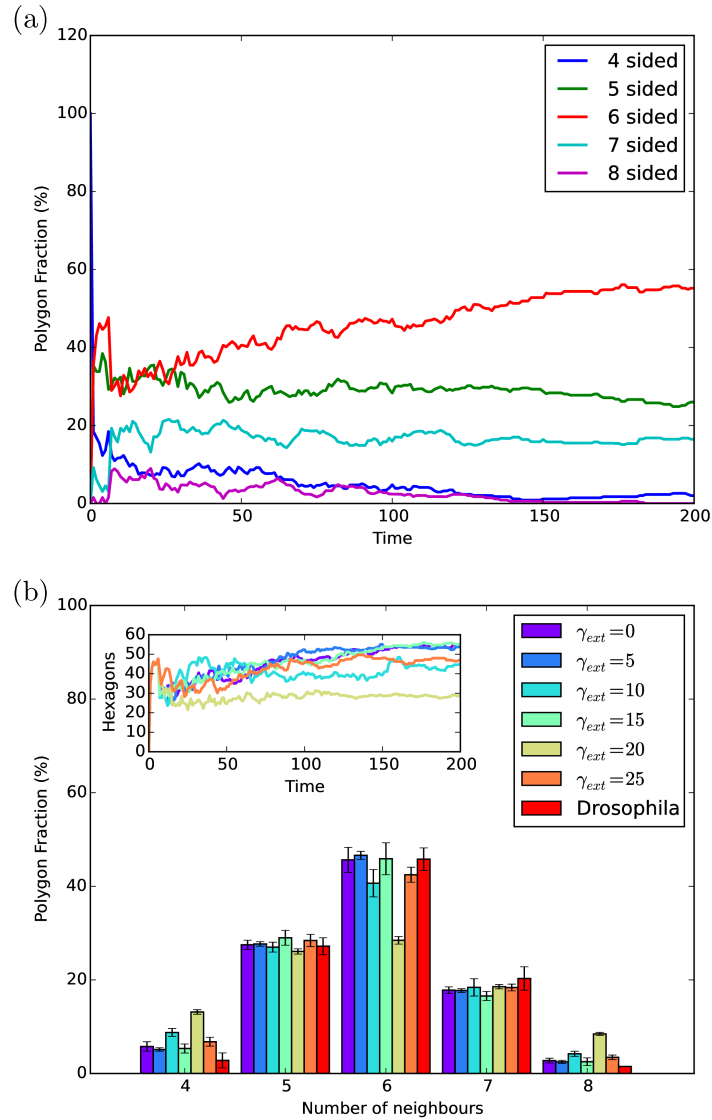 (a)
120
100
80
60
40
20
0
Polygon Fraction (%)
4 sided
5 sided
6 sided
7 sided
8 sided
0 50 100 150 200
Time
(b)
100
80
60
40
20
0
Polygon Fraction (%)
60
50
40
30
20
10
0
Hexagons
0 50 100 150 200
Time
γext=0
γext=5
γext=10
γext=15
γext=20
γext=25
Drosophila
4 5 6 7 8
Number of neighbours